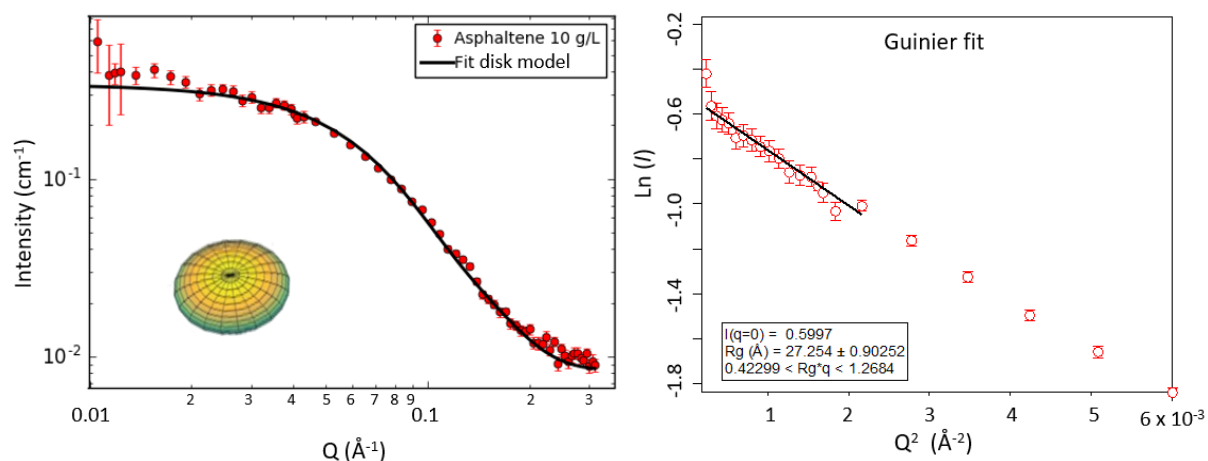 Asphaltene 10 g/L
Fit disk model
Intensity (cm⁻¹)
10⁻¹
10⁻²
0.01
2
3
4
5
6
7
8
9
0.1
2
3
Q (Å⁻¹)
Guinier fit
Ln (I)
-0.2
-0.6
-1.0
-1.4
-1.8
I(q=0) = 0.5997
Rg (Å) = 27.254 ± 0.90252
0.42299 < Rg*q < 1.2684
1
2
3
4
5
6 x 10⁻³
Q² (Å⁻²)